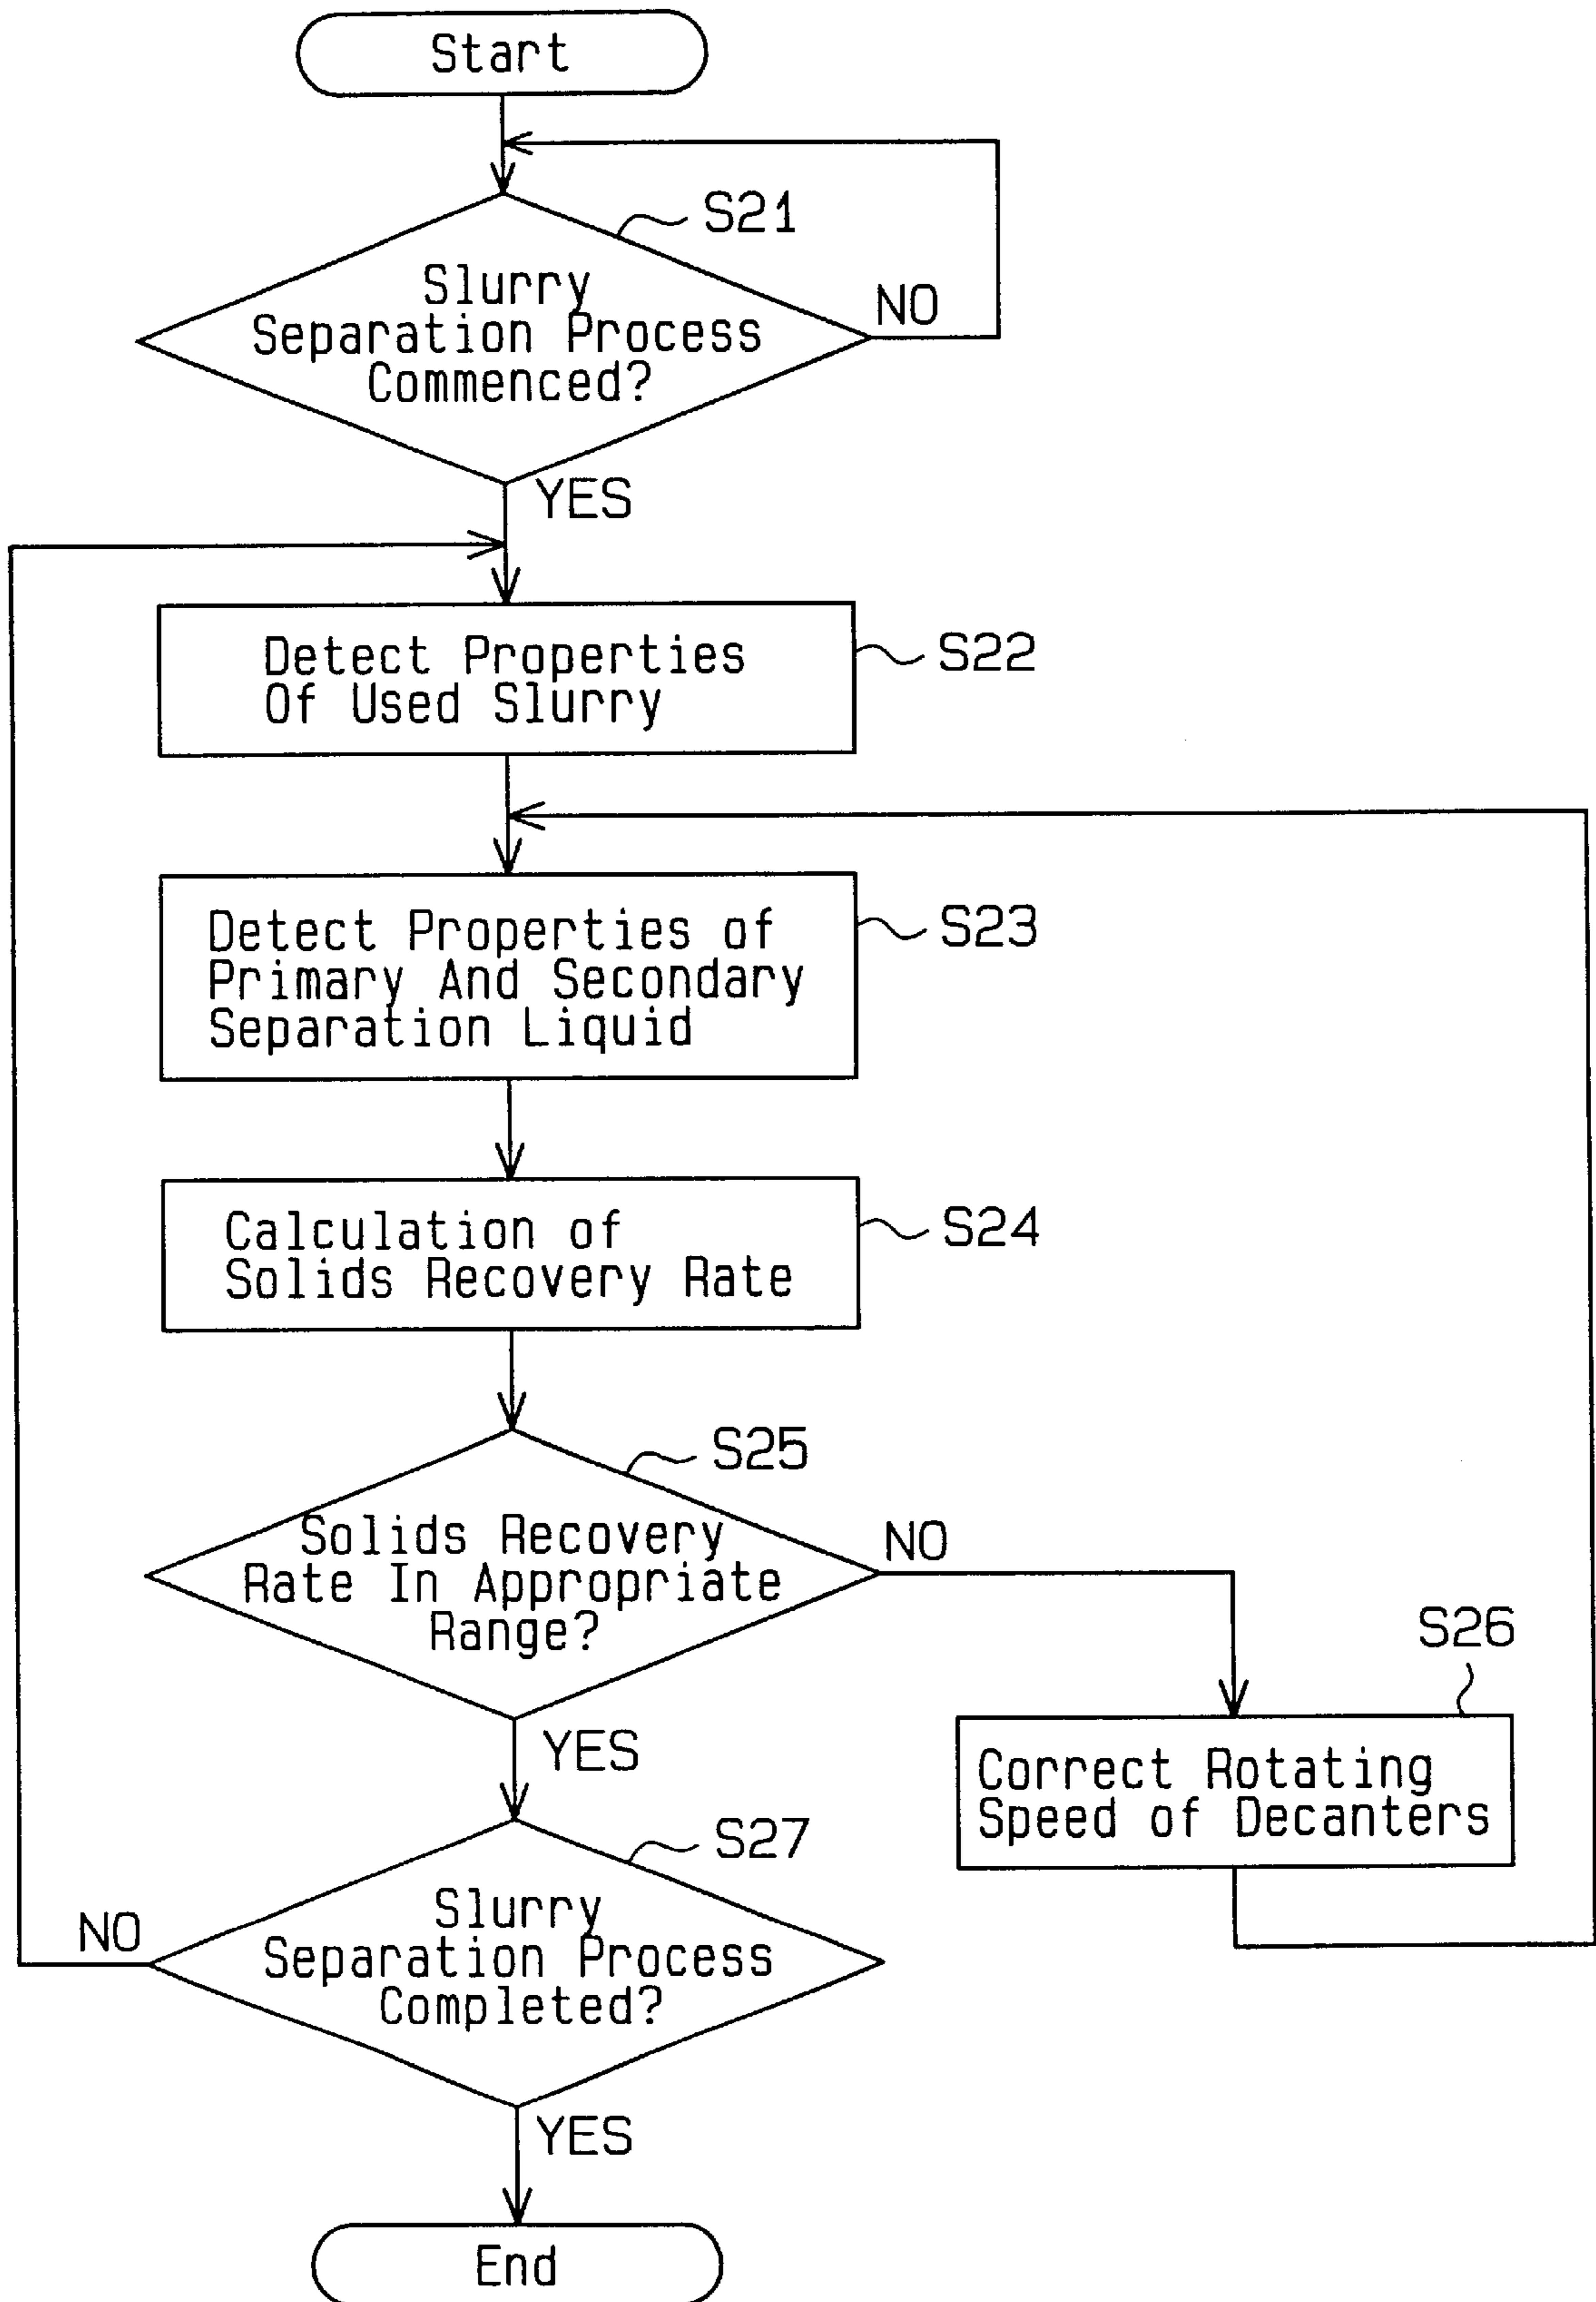 Start
S21
Slurry
Separation Process
Commenced?
NO
YES
Detect Properties
Of Used Slurry
S22
Detect Properties of
Primary And Secondary
Separation Liquid
S23
Calculation of
Solids Recovery Rate
S24
S25
Solids Recovery
Rate In Appropriate
Range?
NO
YES
S26
Correct Rotating
Speed of Decanters
S27
Slurry
Separation Process
Completed?
NO
YES
End